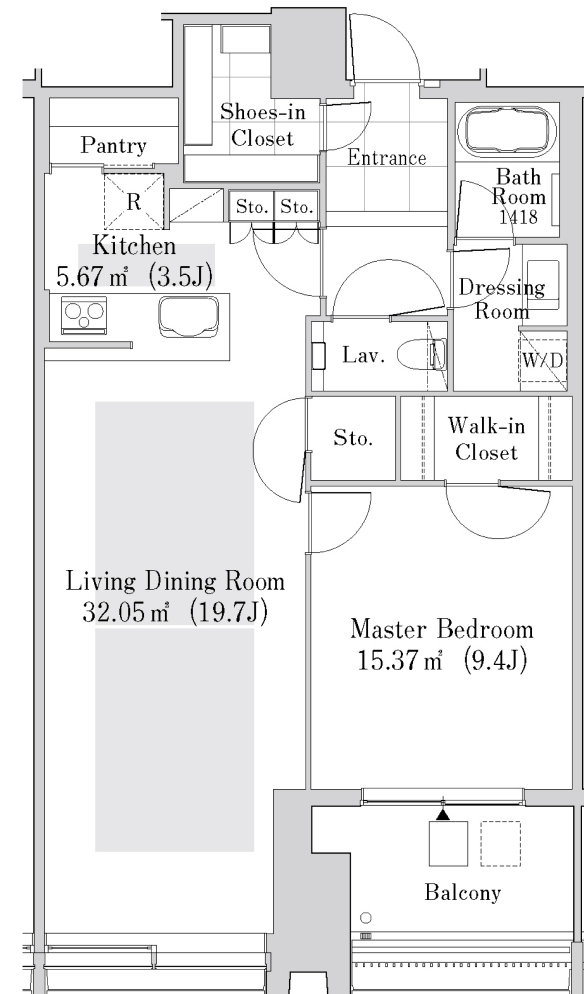 Shoes-in
Closet
Pantry
Entrance
R
Sto.
Sto.
Bath
Room
1418
Kitchen
5.67㎡ (3.5J)
Dressing
Room
Lav.
W/D
Sto.
Walk-in
Closet
Living Dining Room
32.05㎡ (19.7J)
Master Bedroom
15.37㎡ (9.4J)
Balcony